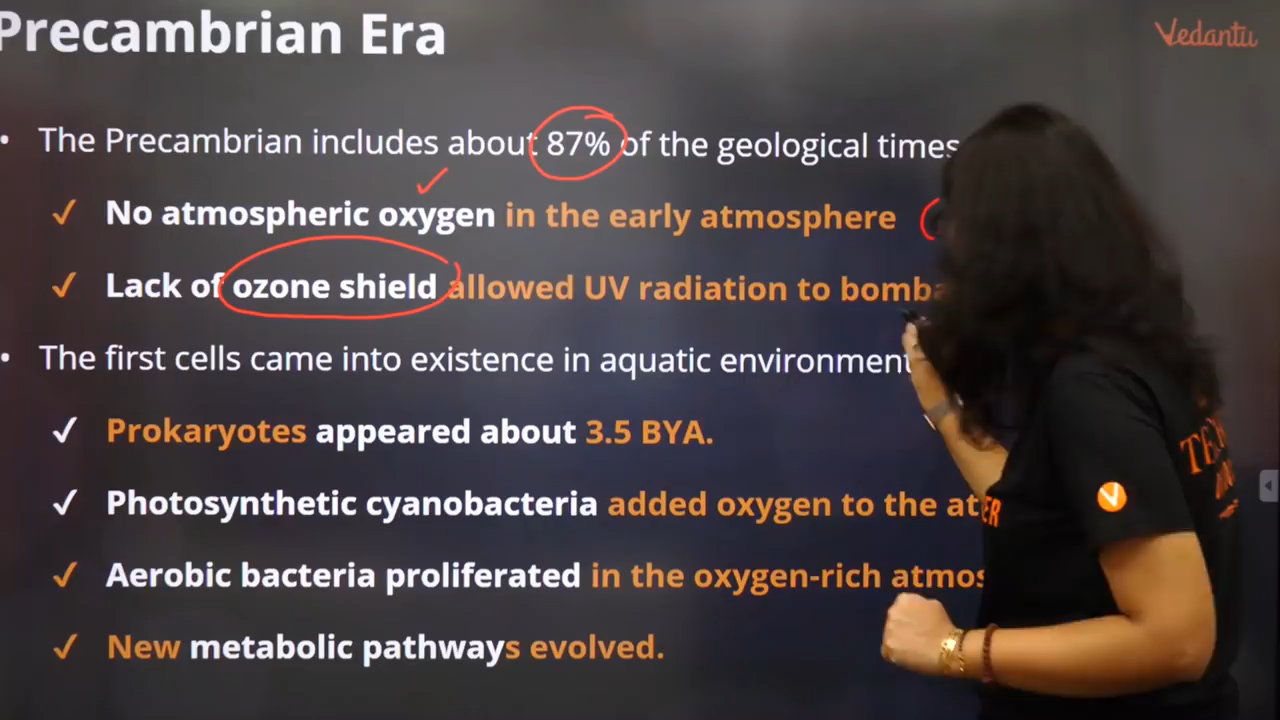 Precambrian Era
Vedantu
• The Precambrian includes about 87% of the geological times
✓ No atmospheric oxygen in the early atmosphere
✓ Lack of ozone shield allowed UV radiation to
• The first cells came into existence in aquatic environment
✓ Prokaryotes appeared about 3.5 BYA.
✓ Photosynthetic cyanobacteria added oxygen to the
✓ Aerobic bacteria proliferated in the oxygen-rich
✓ New metabolic pathways evolved.